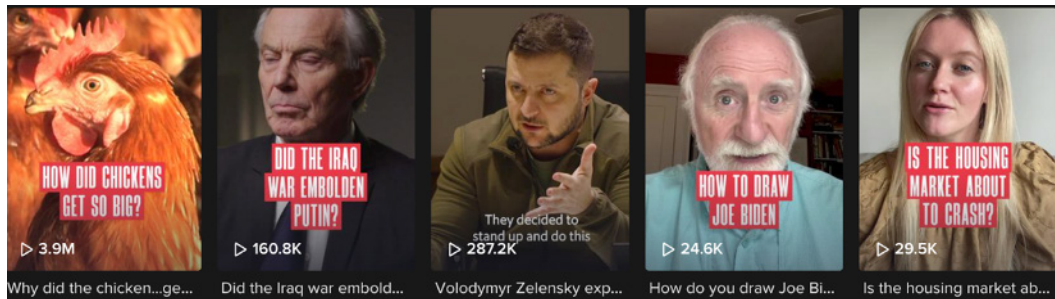 HOW DID CHICKENS
GET SO BIG?
3.9M
Why did the chicken...ge...
DID THE IRAQ
WAR EMBOLDEN
PUTIN?
160.8K
Did the Iraq war embold...
They decided to
stand up and do this
287.2K
Volodymyr Zelensky exp...
HOW TO DRAW
JOE BIDEN
24.6K
How do you draw Joe Bi...
IS THE HOUSING
MARKET ABOUT
TO CRASH?
29.5K
Is the housing market ab...